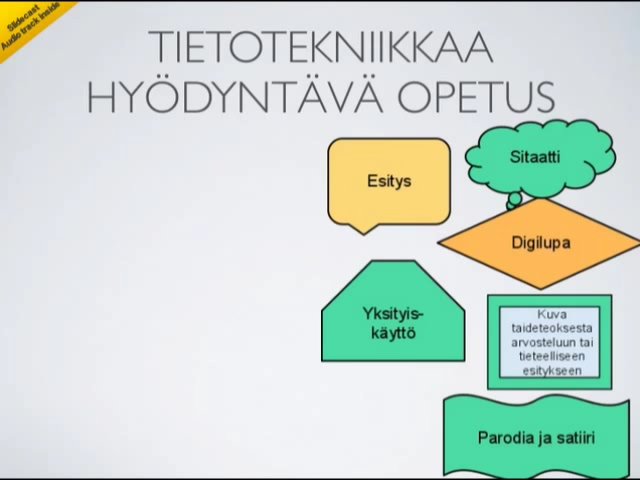 Slidecast
Audio track inside
TIETOTEKNIIKKAA
HYÖDYNTÄVÄ OPETUS
Esitys
Sitaatti
Digilupa
Yksityis-
käyttö
Kuva
taideteoksesta
arvosteluun tai
tieteelliseen
esitykseen
Parodia ja satiiri